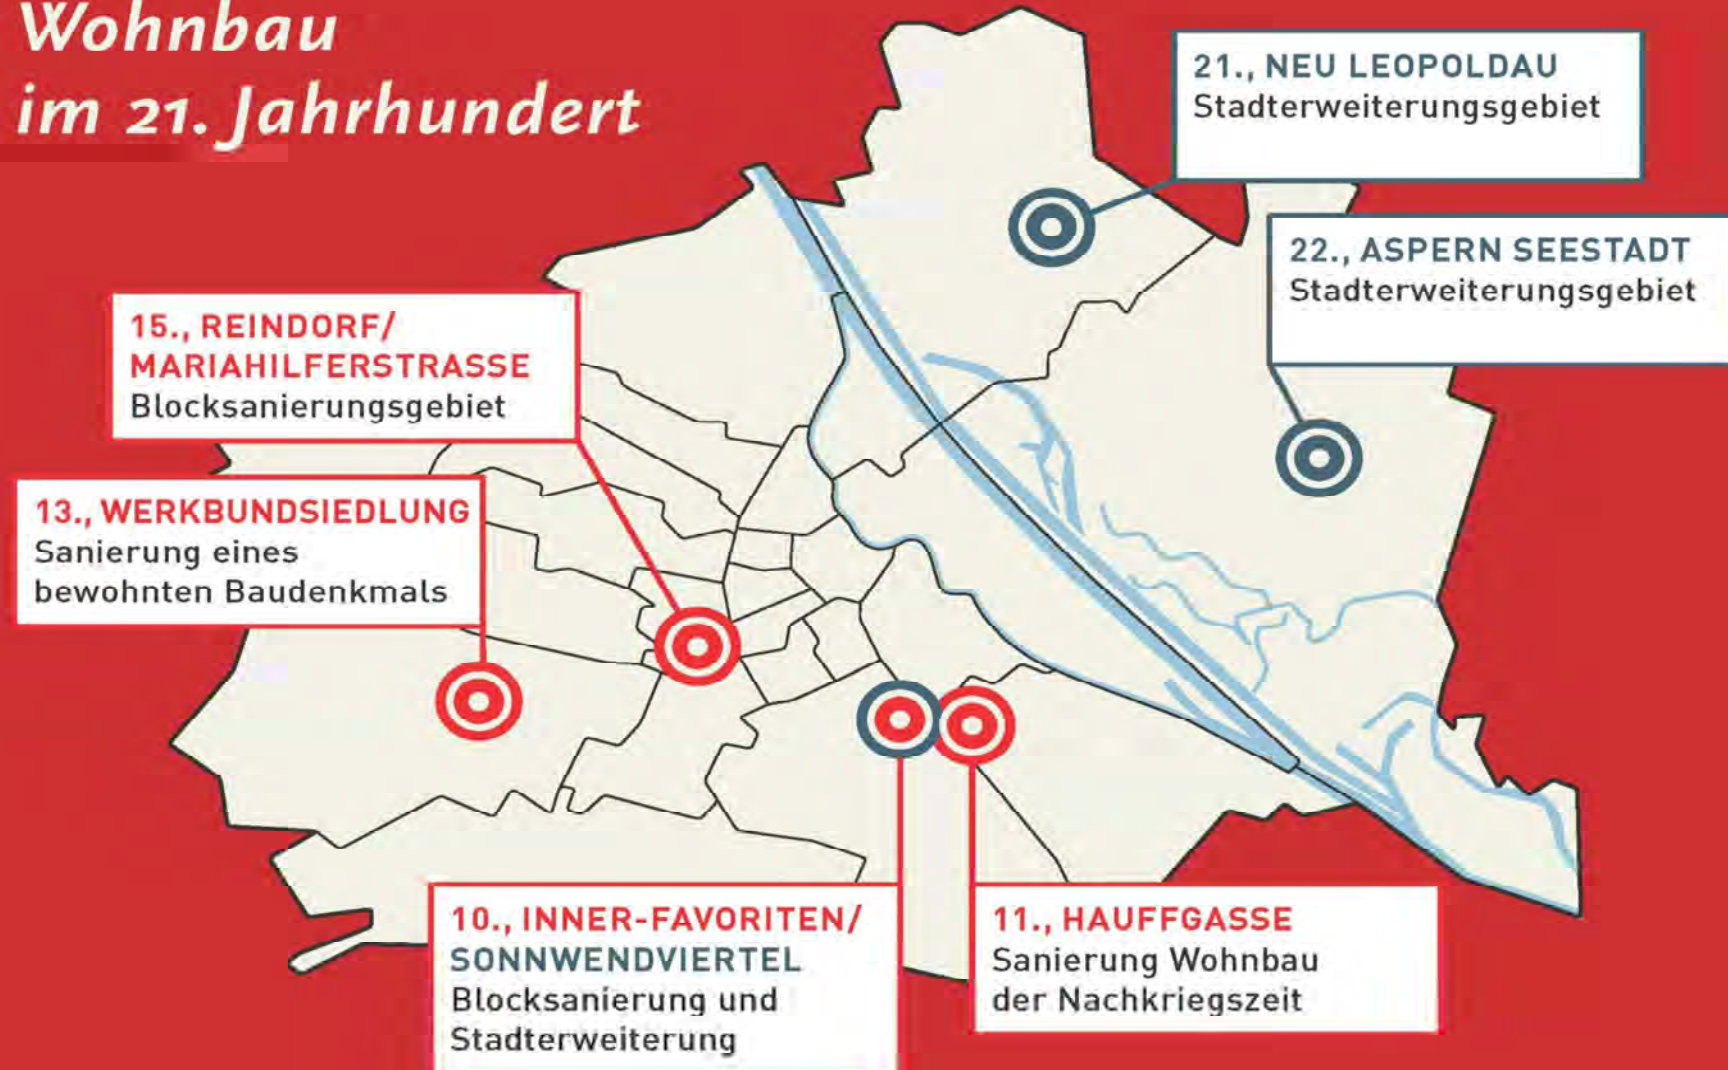 Wohnbau
im 21. Jahrhundert
21., NEU LEOPOLDAU
Stadterweiterungsgebiet
22., ASPERN SEESTADT
Stadterweiterungsgebiet
15., REINDORF/
MARIAHILFERSTRASSE
Blocksanierungsgebiet
13., WERKBUNDSIEDLUNG
Sanierung eines
bewohnten Baudenkmals
10., INNER-FAVORITEN/
SONNWENDVIERTEL
Blocksanierung und
Stadterweiterung
11., HAUFFGASSE
Sanierung Wohnbau
der Nachkriegszeit